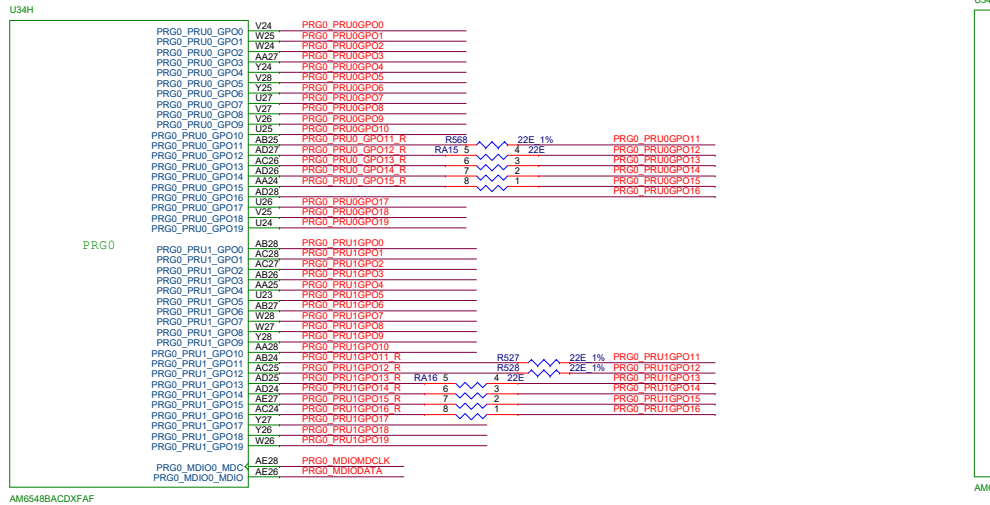 U34H
PRG0_PRU0_GPO0 V24 PRG0_PRU0GPO0
PRG0_PRU0_GPO1 W25 PRG0_PRU0GPO1
PRG0_PRU0_GPO2 W24 PRG0_PRU0GPO2
PRG0_PRU0_GPO3 AA27 PRG0_PRU0GPO3
PRG0_PRU0_GPO4 Y24 PRG0_PRU0GPO4
PRG0_PRU0_GPO5 V28 PRG0_PRU0GPO5
PRG0_PRU0_GPO6 Y25 PRG0_PRU0GPO6
PRG0_PRU0_GPO7 U27 PRG0_PRU0GPO7
PRG0_PRU0_GPO8 V27 PRG0_PRU0GPO8
PRG0_PRU0_GPO9 V26 PRG0_PRU0GPO9
PRG0_PRU0_GPO10 U25 PRG0_PRU0GPO10
PRG0_PRU0_GPO11 AB25 PRG0_PRU0_GPO11_R R568 22E_1% PRG0_PRU0GPO11
PRG0_PRU0_GPO12 AD27 PRG0_PRU0_GPO12_R RA15 5 4 22E PRG0_PRU0GPO12
PRG0_PRU0_GPO13 AC26 PRG0_PRU0_GPO13_R 6 3 PRG0_PRU0GPO13
PRG0_PRU0_GPO14 AD26 PRG0_PRU0_GPO14_R 7 2 PRG0_PRU0GPO14
PRG0_PRU0_GPO15 AA24 PRG0_PRU0_GPO15_R 8 1 PRG0_PRU0GPO15
PRG0_PRU0_GPO16 AD28 PRG0_PRU0GPO16
PRG0_PRU0_GPO17 U26 PRG0_PRU0GPO17
PRG0_PRU0_GPO18 V25 PRG0_PRU0GPO18
PRG0_PRU0_GPO19 U24 PRG0_PRU0GPO19
PRG0
PRG0_PRU1_GPO0 AB28 PRG0_PRU1GPO0
PRG0_PRU1_GPO1 AC28 PRG0_PRU1GPO1
PRG0_PRU1_GPO2 AC27 PRG0_PRU1GPO2
PRG0_PRU1_GPO3 AB26 PRG0_PRU1GPO3
PRG0_PRU1_GPO4 AA25 PRG0_PRU1GPO4
PRG0_PRU1_GPO5 U23 PRG0_PRU1GPO5
PRG0_PRU1_GPO6 AB27 PRG0_PRU1GPO6
PRG0_PRU1_GPO7 W28 PRG0_PRU1GPO7
PRG0_PRU1_GPO8 W27 PRG0_PRU1GPO8
PRG0_PRU1_GPO9 Y28 PRG0_PRU1GPO9
PRG0_PRU1_GPO10 AA28 PRG0_PRU1GPO10
PRG0_PRU1_GPO11 AB24 PRG0_PRU1GPO11_R R527 22E_1% PRG0_PRU1GPO11
PRG0_PRU1_GPO12 AC25 PRG0_PRU1GPO12_R R528 22E_1% PRG0_PRU1GPO12
PRG0_PRU1_GPO13 AD25 PRG0_PRU1GPO13_R RA16 5 4 22E PRG0_PRU1GPO13
PRG0_PRU1_GPO14 AD24 PRG0_PRU1GPO14_R 6 3 PRG0_PRU1GPO14
PRG0_PRU1_GPO15 AE27 PRG0_PRU1GPO15_R 7 2 PRG0_PRU1GPO15
PRG0_PRU1_GPO16 AC24 PRG0_PRU1GPO16_R 8 1 PRG0_PRU1GPO16
PRG0_PRU1_GPO17 Y27 PRG0_PRU1GPO17
PRG0_PRU1_GPO18 Y26 PRG0_PRU1GPO18
PRG0_PRU1_GPO19 W26 PRG0_PRU1GPO19
PRG0_MDIO0_MDC AE28 PRG0_MDIOMDCLK
PRG0_MDIO0_MDIO AE26 PRG0_MDIODATA
AM6548BACDXFAF